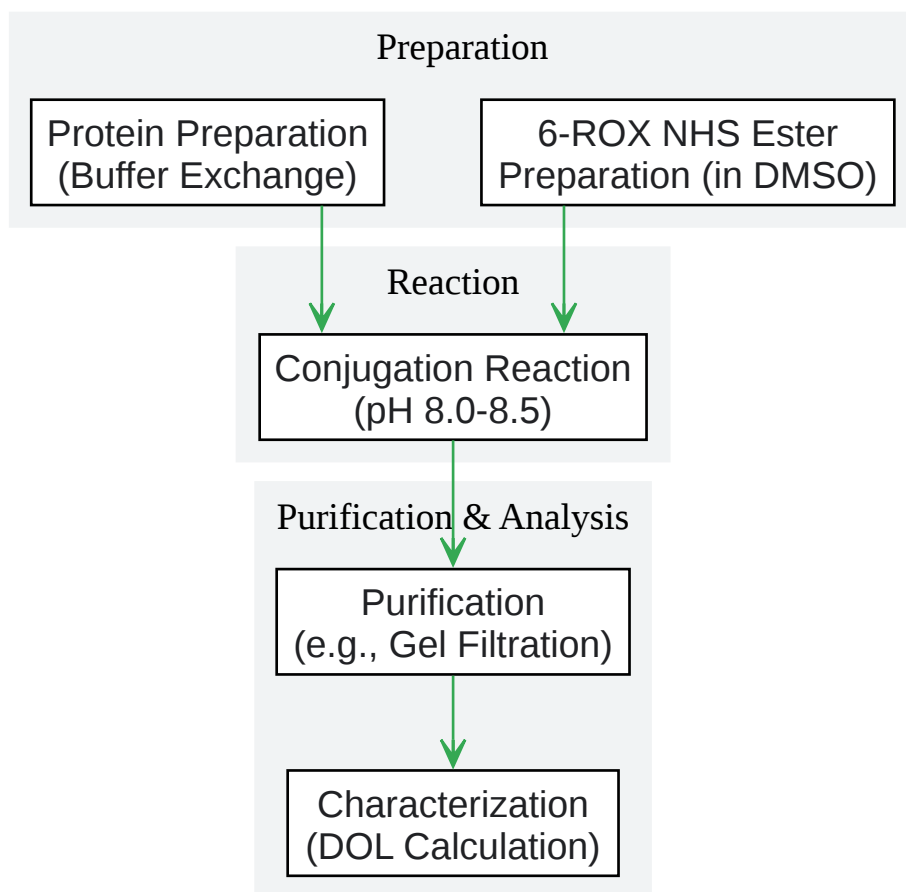 Preparation
Protein Preparation
(Buffer Exchange)
6-ROX NHS Ester
Preparation (in DMSO)
Reaction
Conjugation Reaction
(pH 8.0-8.5)
Purification & Analysis
Purification
(e.g., Gel Filtration)
Characterization
(DOL Calculation)